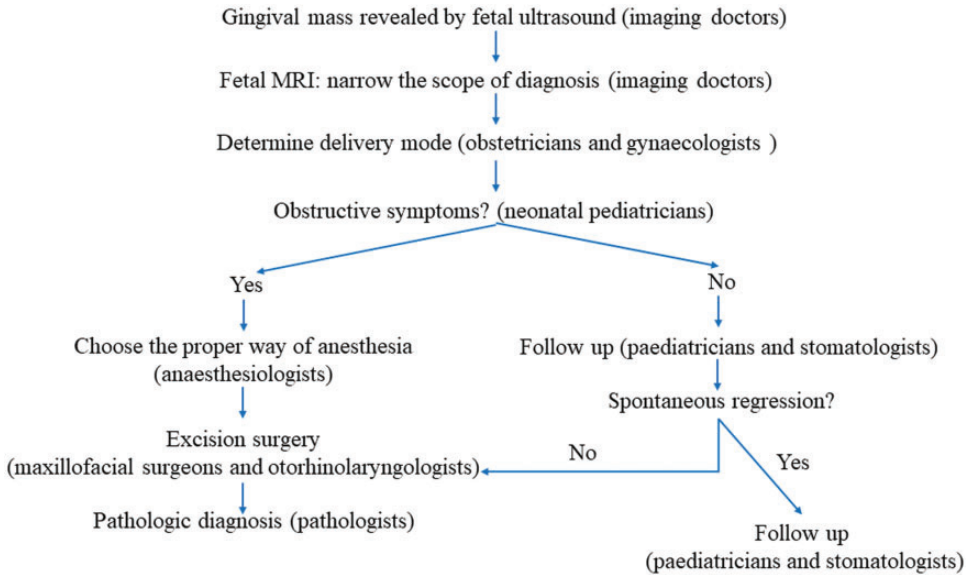 Gingival mass revealed by fetal ultrasound (imaging doctors)
Fetal MRI: narrow the scope of diagnosis (imaging doctors)
Determine delivery mode (obstetricians and gynaecologists )
Obstructive symptoms? (neonatal pediatricians)
Yes
No
Choose the proper way of anesthesia
(anaesthesiologists)
Follow up (paediatricians and stomatologists)
Spontaneous regression?
Excision surgery
(maxillofacial surgeons and otorhinolaryngologists)
No
Yes
Pathologic diagnosis (pathologists)
Follow up
(paediatricians and stomatologists)